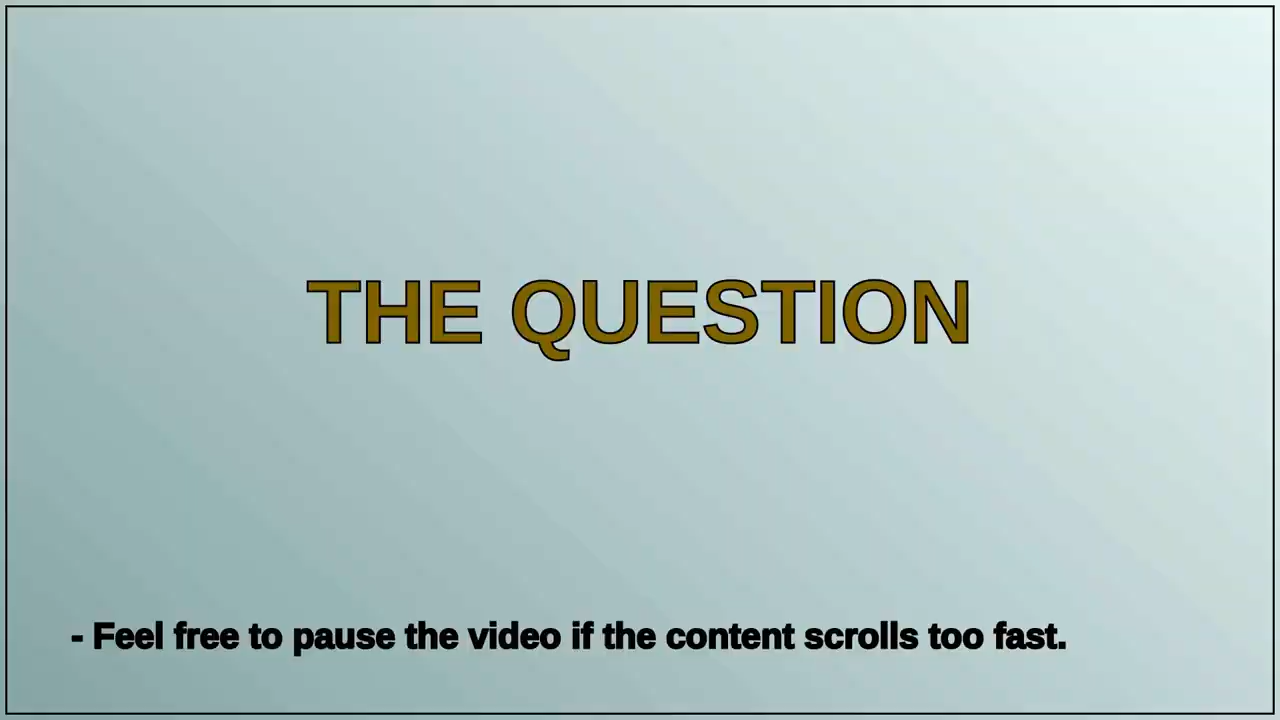 THE QUESTION
- Feel free to pause the video if the content scrolls too fast.